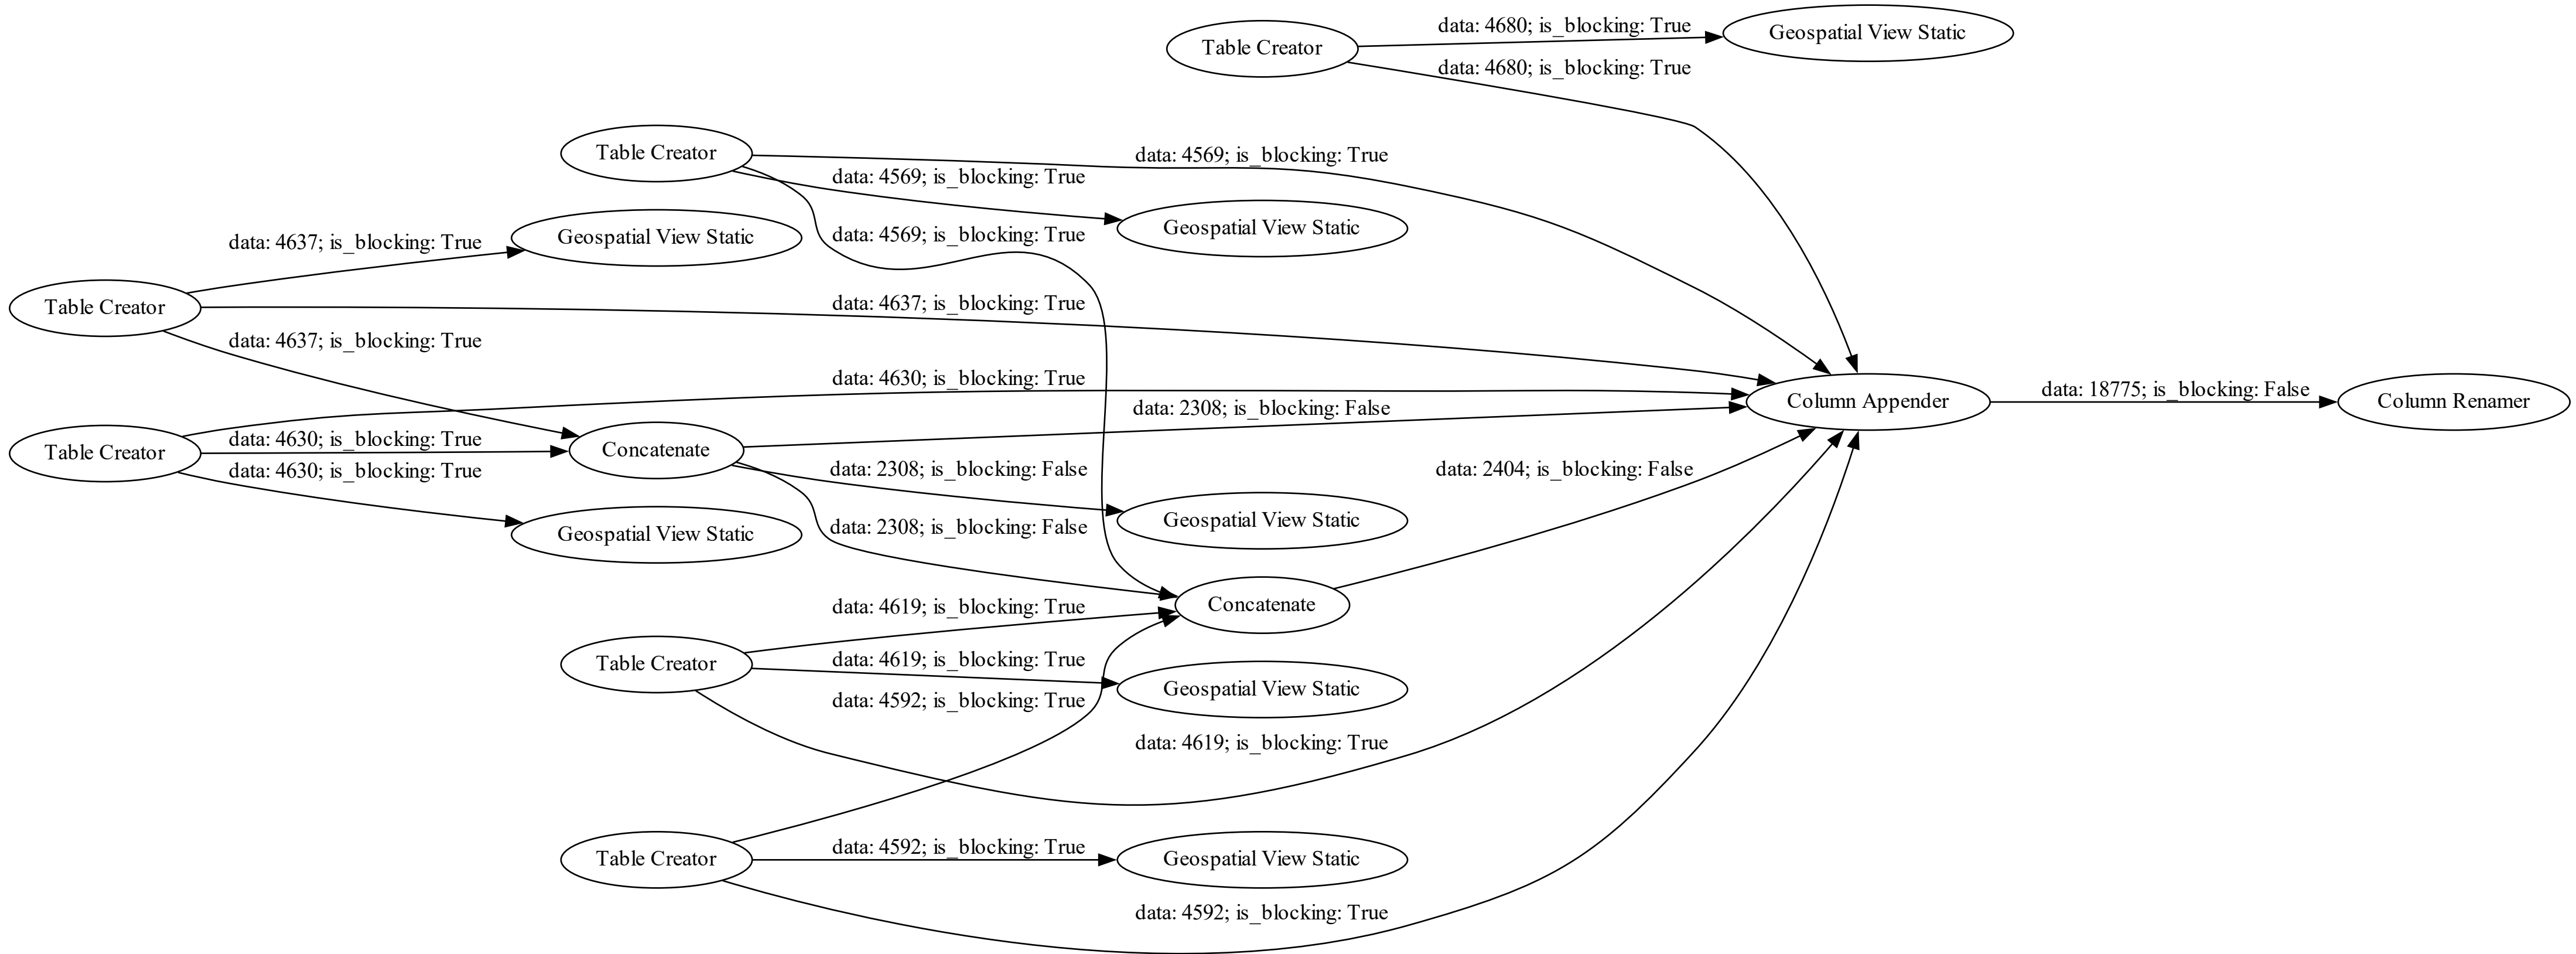 Table Creator
data: 4680; is_blocking: True
Geospatial View Static
data: 4680; is_blocking: True
Table Creator
data: 4569; is_blocking: True
data: 4569; is_blocking: True
Geospatial View Static
data: 4569; is_blocking: True
data: 4637; is_blocking: True
Geospatial View Static
Table Creator
data: 4637; is_blocking: True
data: 4637; is_blocking: True
data: 4630; is_blocking: True
Column Appender
data: 18775; is_blocking: False
Column Renamer
Table Creator
data: 4630; is_blocking: True
Concatenate
data: 2308; is_blocking: False
data: 4630; is_blocking: True
data: 2308; is_blocking: False
data: 2404; is_blocking: False
Geospatial View Static
Geospatial View Static
data: 2308; is_blocking: False
data: 4619; is_blocking: True
Concatenate
Table Creator
data: 4619; is_blocking: True
Geospatial View Static
data: 4592; is_blocking: True
data: 4619; is_blocking: True
Table Creator
data: 4592; is_blocking: True
Geospatial View Static
data: 4592; is_blocking: True